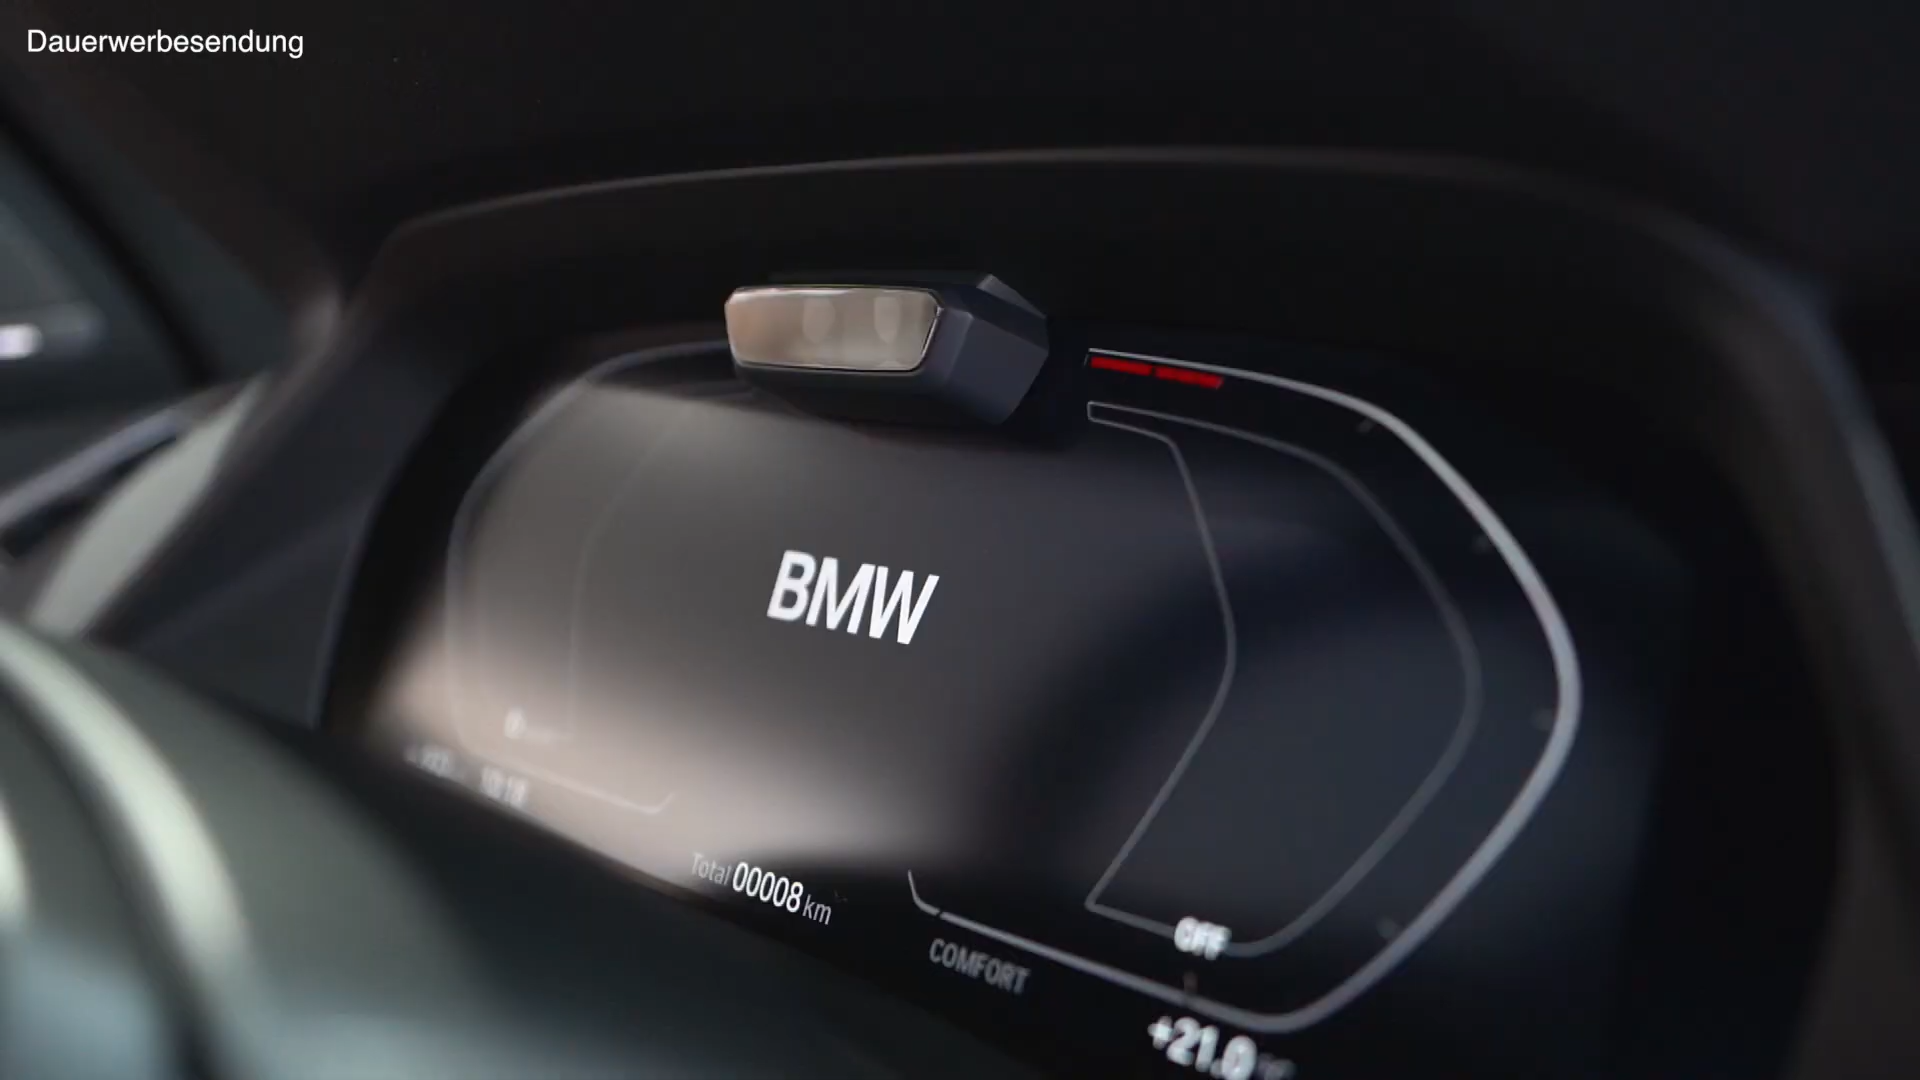 Dauerwerbesendung
BMW
Total 00008 km
COMFORT
OFF
+21.0